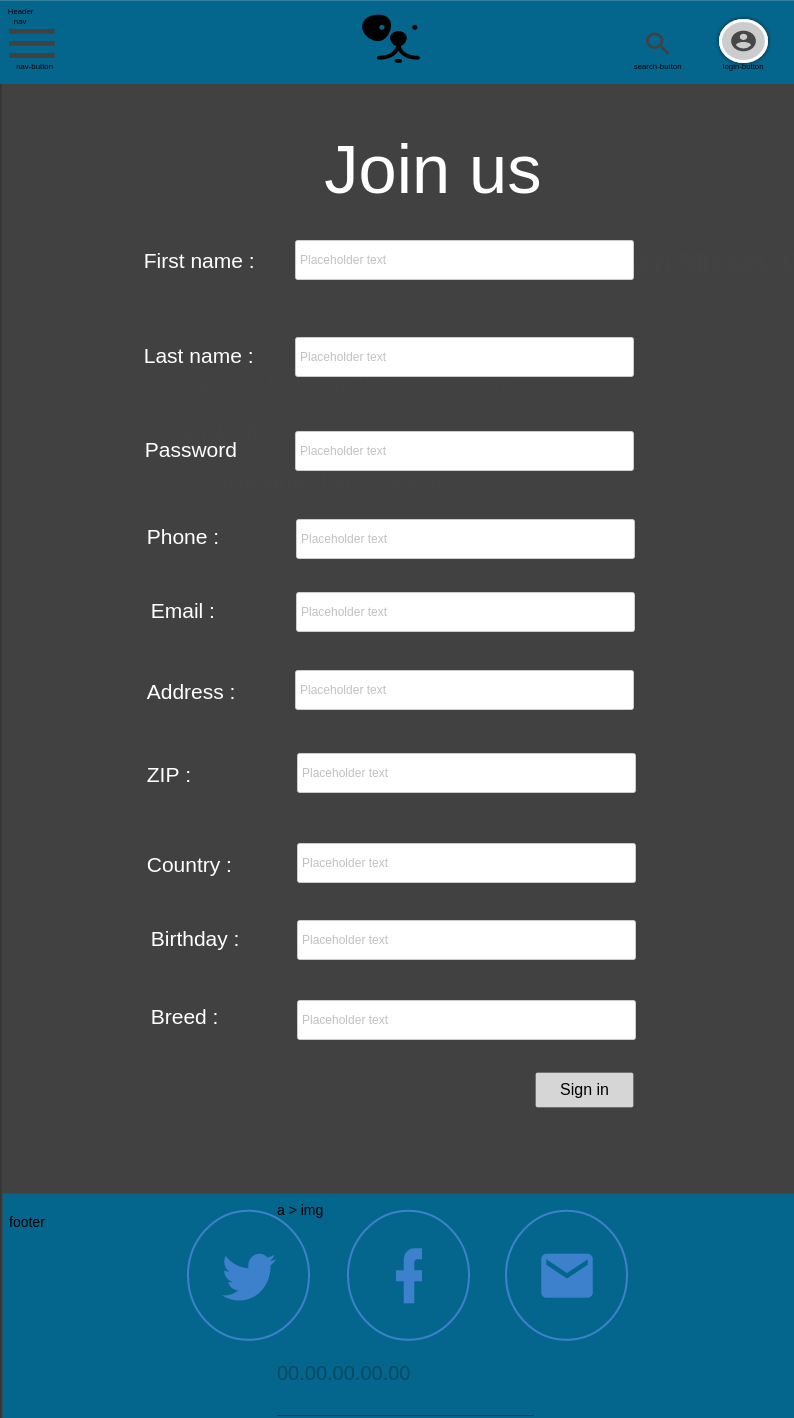 Header
nav
nav-button
search-button
login-button
Join us
First name :
Placeholder text
Last name :
Placeholder text
Password
Placeholder text
Phone :
Placeholder text
Email :
Placeholder text
Address :
Placeholder text
ZIP :
Placeholder text
Country :
Placeholder text
Birthday :
Placeholder text
Breed :
Placeholder text
Sign in
a > img
footer
00.00.00.00.00